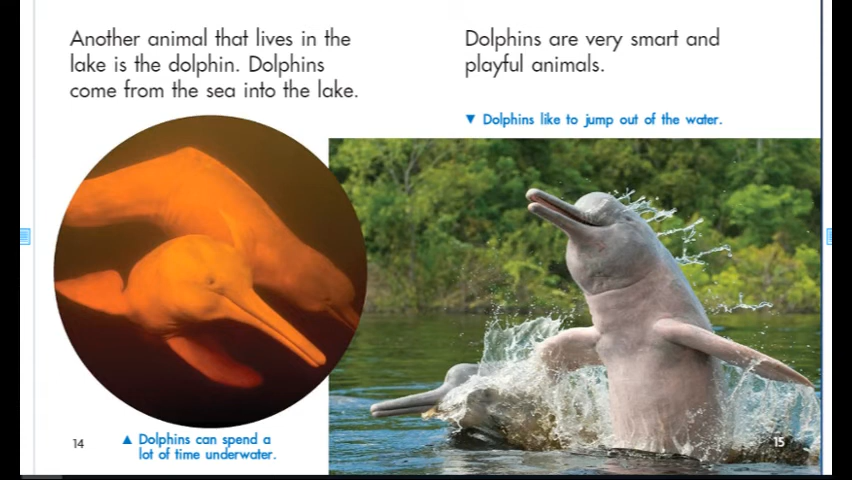 Another animal that lives in the
lake is the dolphin. Dolphins
come from the sea into the lake.
Dolphins can spend a
lot of time underwater.
14
Dolphins are very smart and
playful animals.
Dolphins like to jump out of the water.
15